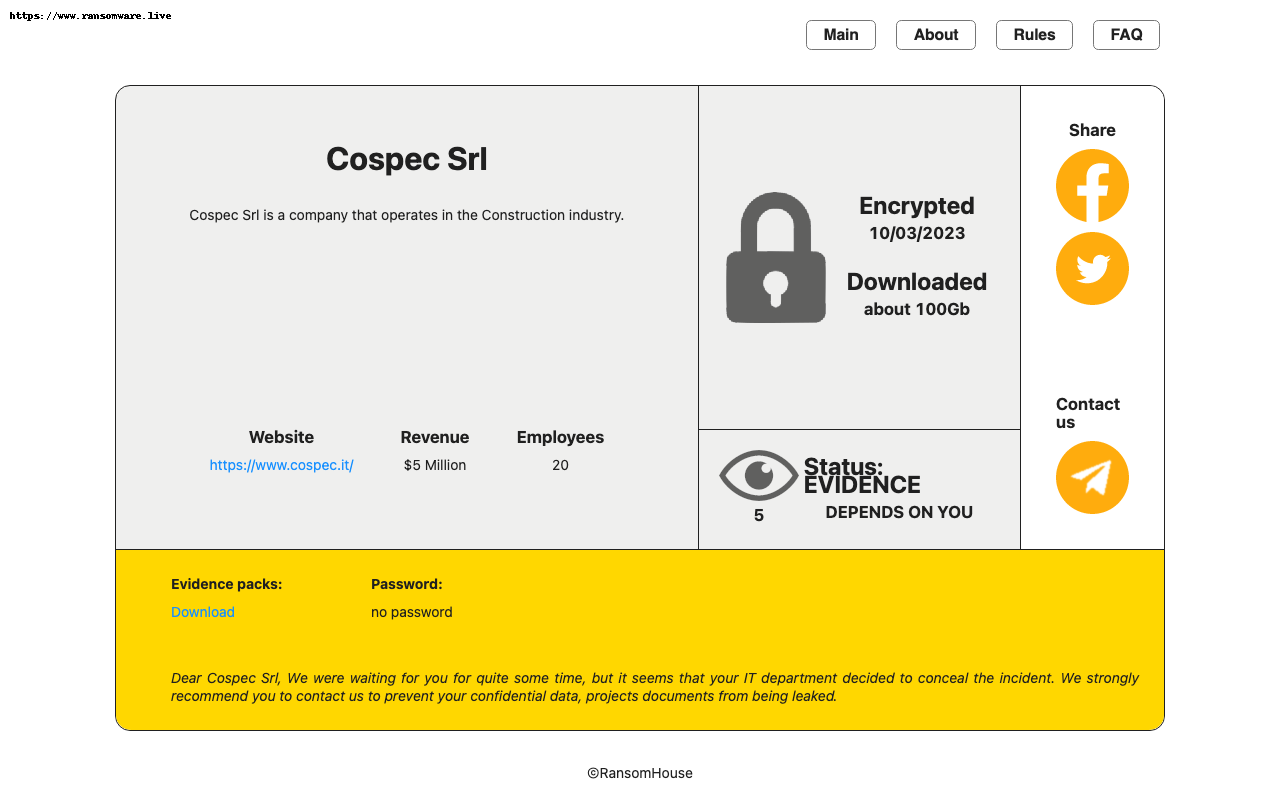 https://www.ransomware.live
Main About Rules FAQ
Cospec Srl
Cospec Srl is a company that operates in the Construction industry.
Website Revenue Employees
https://www.cospec.it/ $5 Million 20
Encrypted
10/03/2023
Downloaded
about 100Gb
Status:
EVIDENCE
5 DEPENDS ON YOU
Share
Contact
us
Evidence packs: Password:
Download no password
Dear Cospec Srl, We were waiting for you for quite some time, but it seems that your IT department decided to conceal the incident. We strongly
recommend you to contact us to prevent your confidential data, projects documents from being leaked.
©RansomHouse